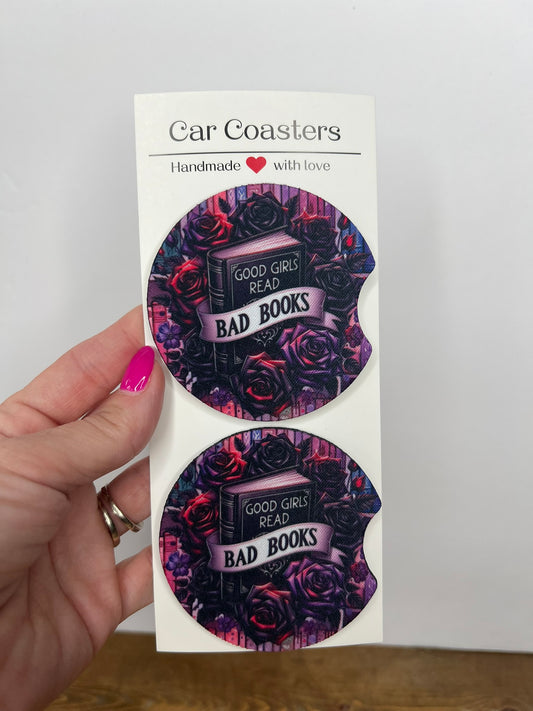 Car Coasters
Handmade with love
GOOD GIRLS
READ
BAD BOOKS
GOOD GIRLS
READ
BAD BOOKS